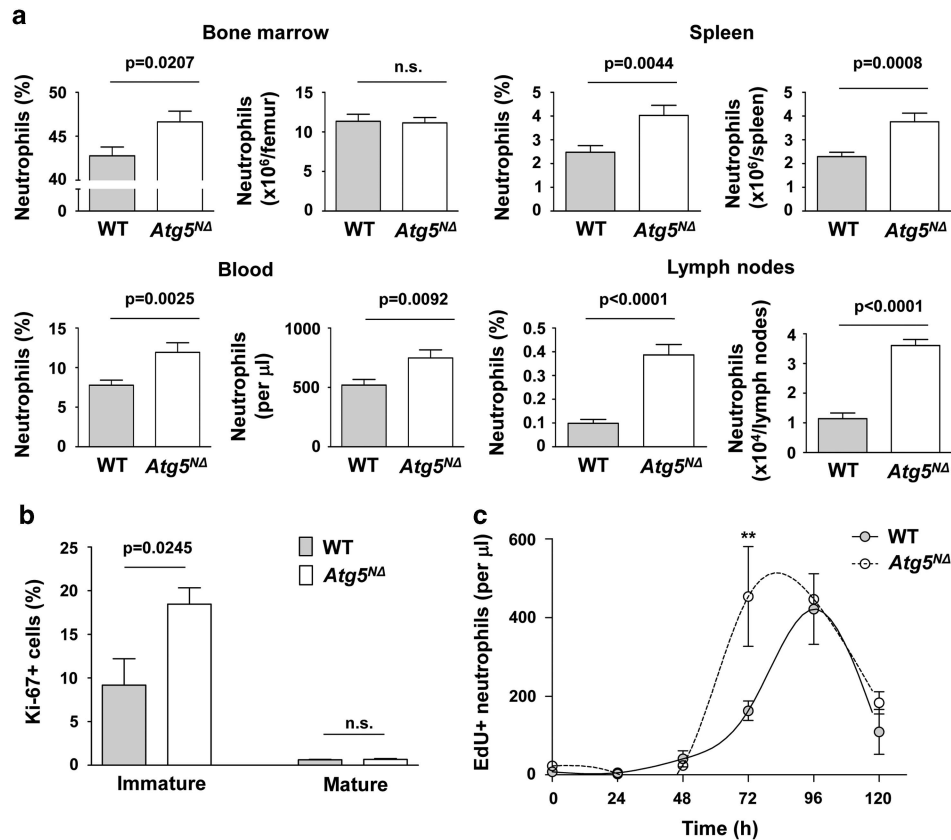 a
Bone marrow
Spleen
p=0.0207
n.s.
p=0.0044
p=0.0008
Neutrophils (%)
50
45
40
0
WT Atg5NΔ
Neutrophils
(x10⁶/femur)
15
10
5
0
WT Atg5NΔ
Neutrophils (%)
5
4
3
2
1
0
WT Atg5NΔ
Neutrophils
(x10⁶/spleen)
5
4
3
2
1
0
WT Atg5NΔ
Blood
Lymph nodes
p=0.0025
p=0.0092
p<0.0001
p<0.0001
Neutrophils (%)
15
10
5
0
WT Atg5NΔ
Neutrophils
(per µl)
1000
500
0
WT Atg5NΔ
Neutrophils (%)
0.5
0.4
0.3
0.2
0.1
0
WT Atg5NΔ
Neutrophils
(x10⁴/lymph nodes)
4
3
2
1
0
WT Atg5NΔ
b
Ki-67+ cells (%)
25
20
15
10
5
0
p=0.0245
n.s.
WT
Atg5NΔ
Immature Mature
c
EdU+ neutrophils (per µl)
600
400
200
0
**
WT
Atg5NΔ
0 24 48 72 96 120
Time (h)